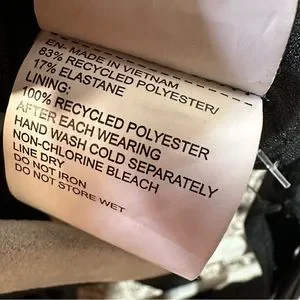 EN- MADE IN VIETNAM
83% RECYCLED POLYESTER/
17% ELASTANE
LINING:
100% RECYCLED POLYESTER
AFTER EACH WEARING
HAND WASH COLD SEPARATELY
NON-CHLORINE BLEACH
LINE DRY
DO NOT IRON
DO NOT STORE WET